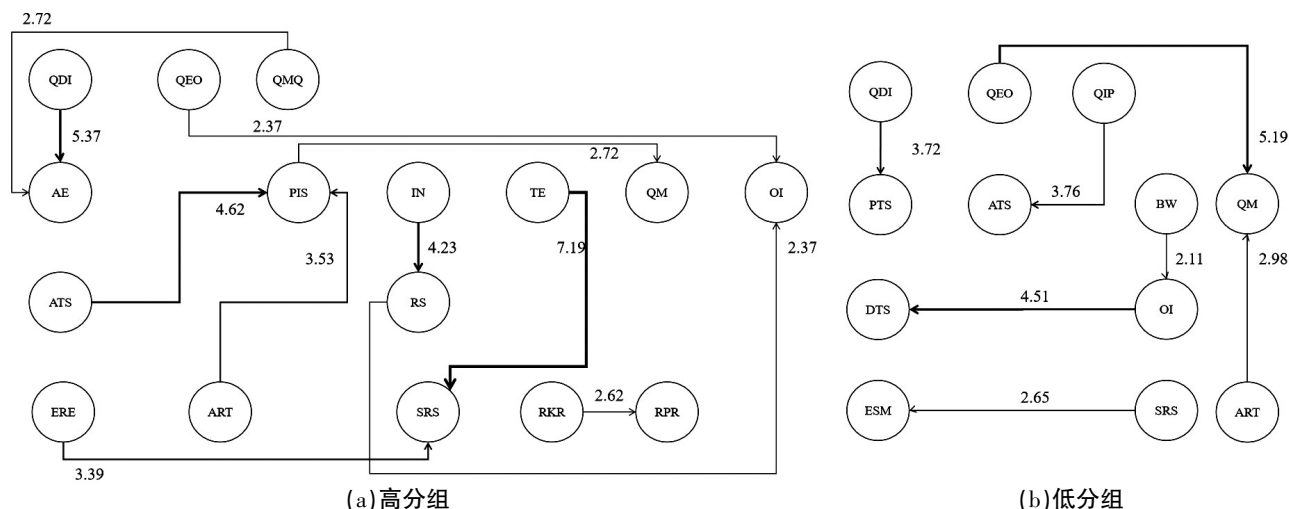 2.72
QDI
QEO
QMQ
5.37
2.37
2.72
AE
PIS
IN
TE
QM
OI
4.62
3.53
4.23
7.19
2.37
ATS
RS
ERE
ART
SRS
RKR
2.62
RPR
3.39
(a)高分组
QDI
QEO
QIP
3.72
5.19
PTS
ATS
3.76
BW
QM
2.11
2.98
DTS
4.51
OI
ESM
2.65
SRS
ART
(b)低分组